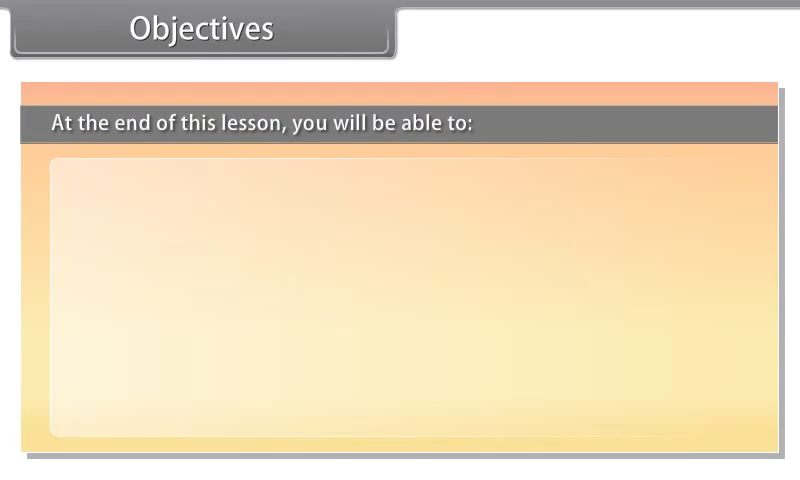 Objectives
At the end of this lesson, you will be able to: